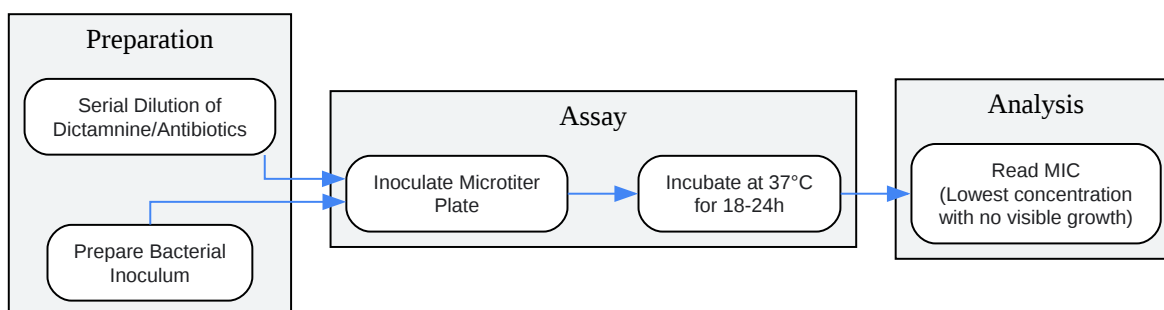 Preparation
Serial Dilution of
Dictamnine/Antibiotics
Prepare Bacterial
Inoculum
Assay
Inoculate Microtiter
Plate
Incubate at 37°C
for 18-24h
Analysis
Read MIC
(Lowest concentration
with no visible growth)